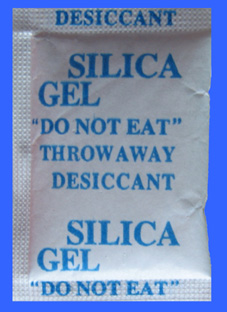 DESICCANT
SILICA
GEL
"DO NOT EAT"
THROWAWAY
DESICCANT
SILICA
GEL
"DO NOT EAT"